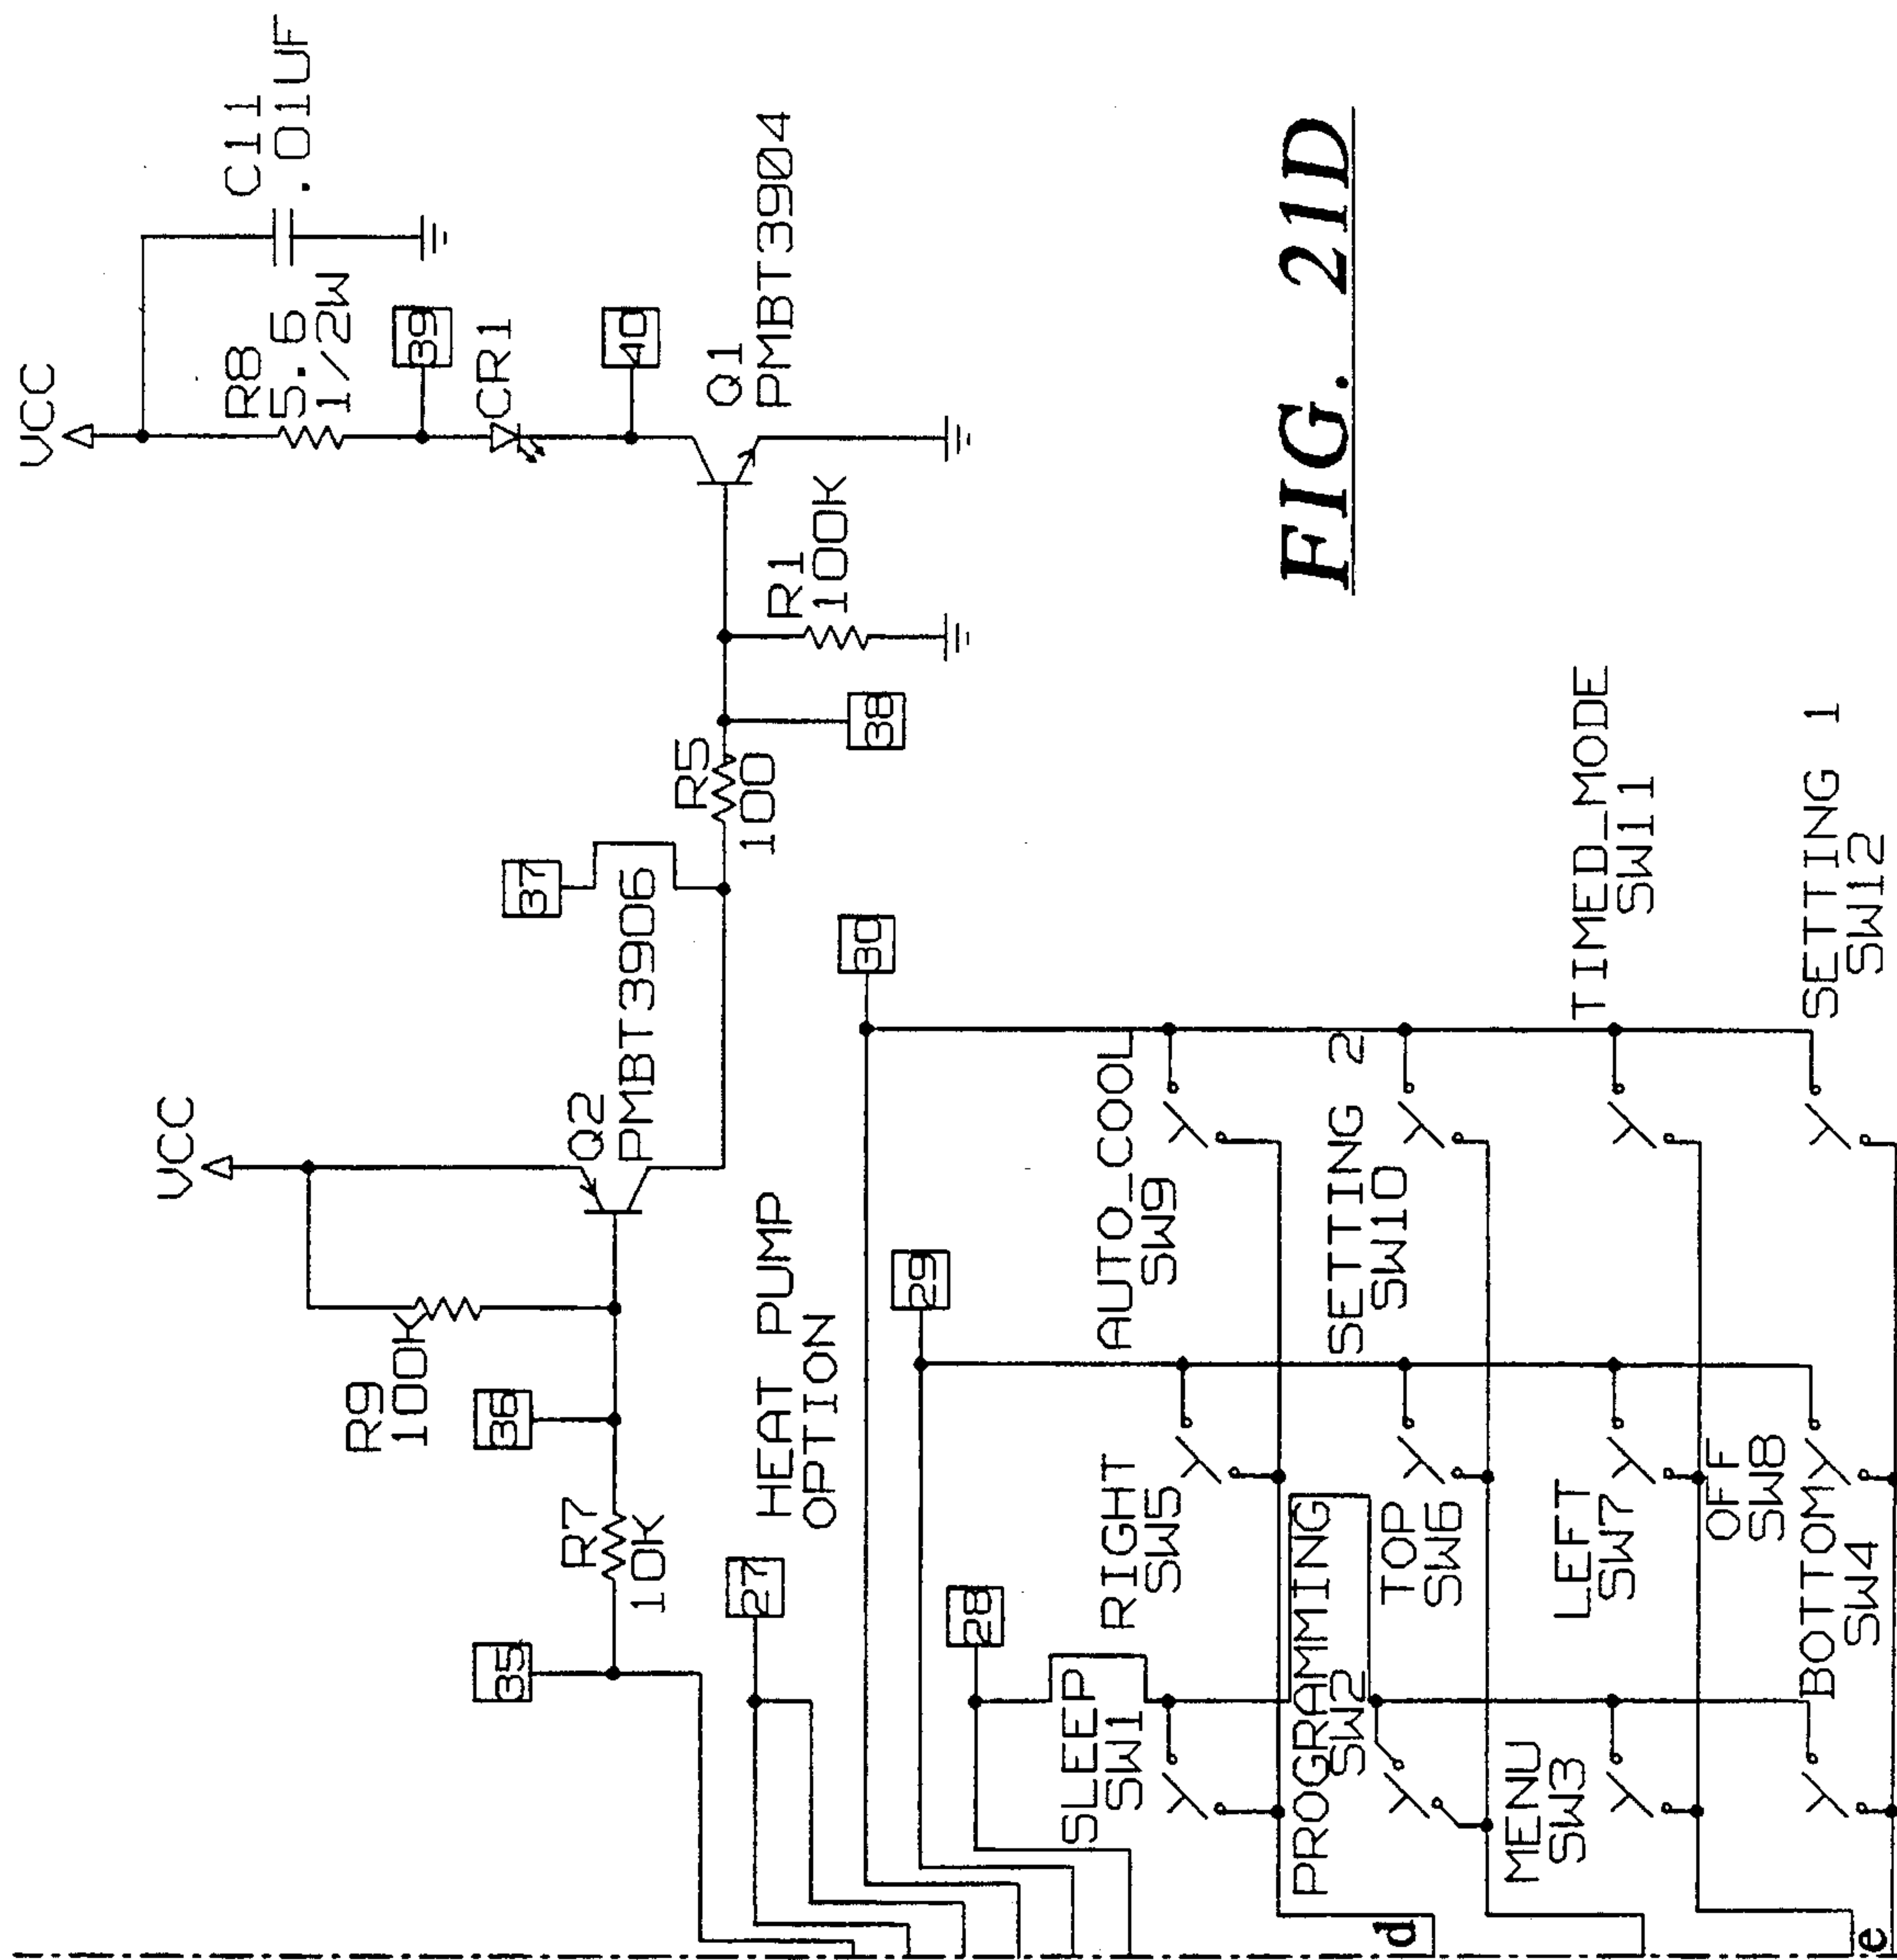 VCC
C11
.01UF
R8
5.6
1/2W
39
CR1
40
Q1
PMBT3904
R1
100K
38
R5
100
37
VCC
Q2
PMBT3906
R9
100K
36
R7
10K
35
HEAT PUMP
OPTION
27
30
29
28
AUTO_COOL
SW9
SETTING 2
SW10
TIMED_MODE
SW11
SETTING 1
SW12
RIGHT
SW5
TOP
SW6
LEFT
SW7
OFF
SW8
SLEEP
SW1
PROGRAMMING
SW2
MENU
SW3
BOTTOM
SW4
d
e
FIG. 21D